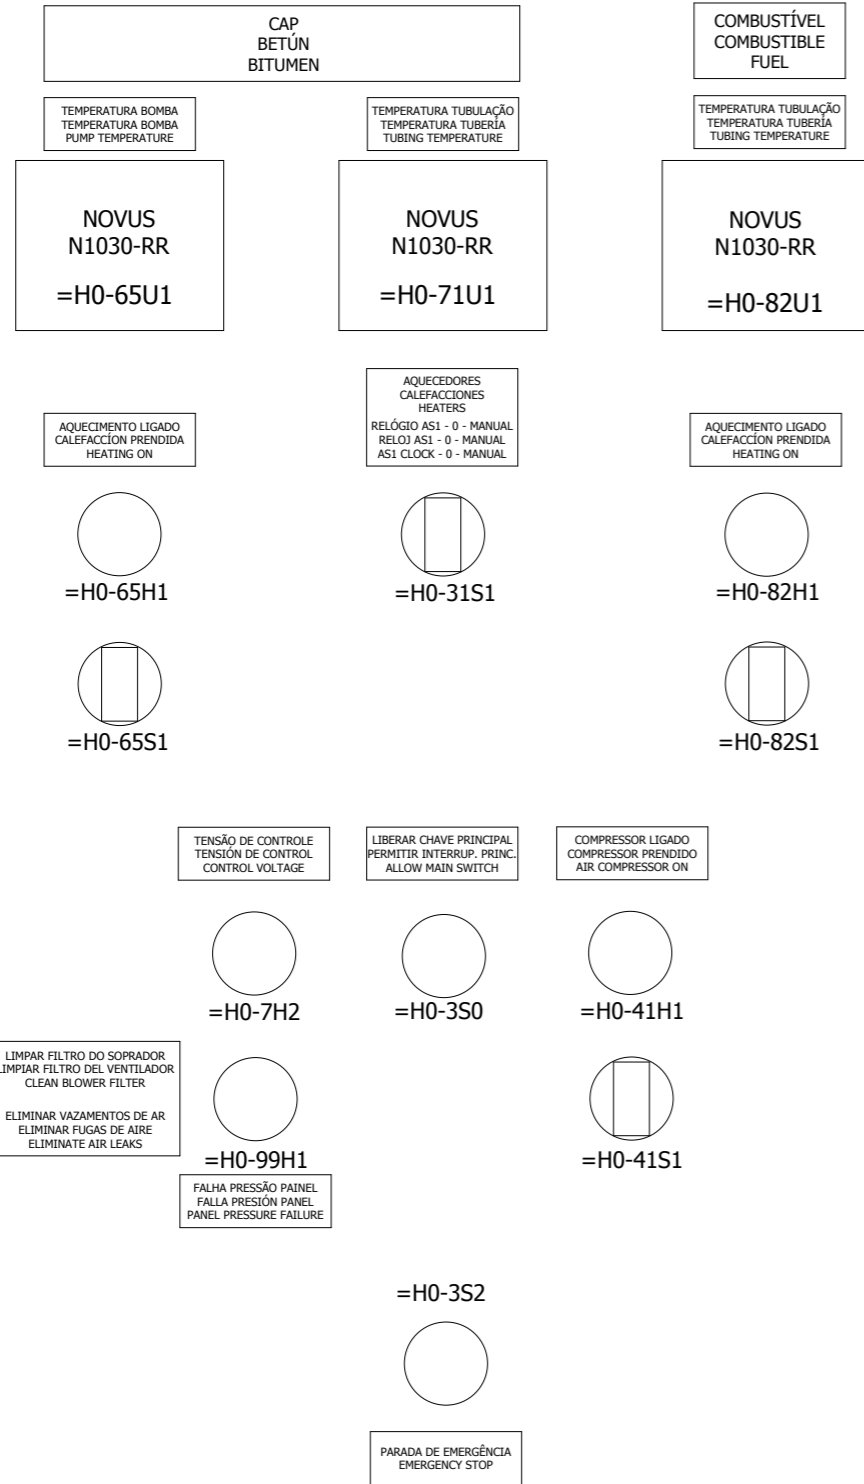 CAP
BETÚN
BITUMEN
COMBUSTÍVEL
COMBUSTIBLE
FUEL
TEMPERATURA BOMBA
TEMPERATURA BOMBA
PUMP TEMPERATURE
TEMPERATURA TUBULAÇÃO
TEMPERATURA TUBERÍA
TUBING TEMPERATURE
TEMPERATURA TUBULAÇÃO
TEMPERATURA TUBERÍA
TUBING TEMPERATURE
NOVUS
N1030-RR
=H0-65U1
NOVUS
N1030-RR
=H0-71U1
NOVUS
N1030-RR
=H0-82U1
AQUECIMENTO LIGADO
CALEFACCÍON PRENDIDA
HEATING ON
AQUECEDORES
CALEFACCIONES
HEATERS
RELÓGIO AS1 - 0 - MANUAL
RELOJ AS1 - 0 - MANUAL
AS1 CLOCK - 0 - MANUAL
AQUECIMENTO LIGADO
CALEFACCÍON PRENDIDA
HEATING ON
=H0-65H1
=H0-31S1
=H0-82H1
=H0-65S1
=H0-82S1
TENSÃO DE CONTROLE
TENSIÓN DE CONTROL
CONTROL VOLTAGE
LIBERAR CHAVE PRINCIPAL
PERMITIR INTERRUP. PRINC.
ALLOW MAIN SWITCH
COMPRESSOR LIGADO
COMPRESSOR PRENDIDO
AIR COMPRESSOR ON
=H0-7H2
=H0-3S0
=H0-41H1
LIMPAR FILTRO DO SOPRADOR
LIMPIAR FILTRO DEL VENTILADOR
CLEAN BLOWER FILTER
ELIMINAR VAZAMENTOS DE AR
ELIMINAR FUGAS DE AIRE
ELIMINATE AIR LEAKS
=H0-99H1
=H0-41S1
FALHA PRESSÃO PAINEL
FALLA PRESIÓN PANEL
PANEL PRESSURE FAILURE
=H0-3S2
PARADA DE EMERGÊNCIA
EMERGENCY STOP